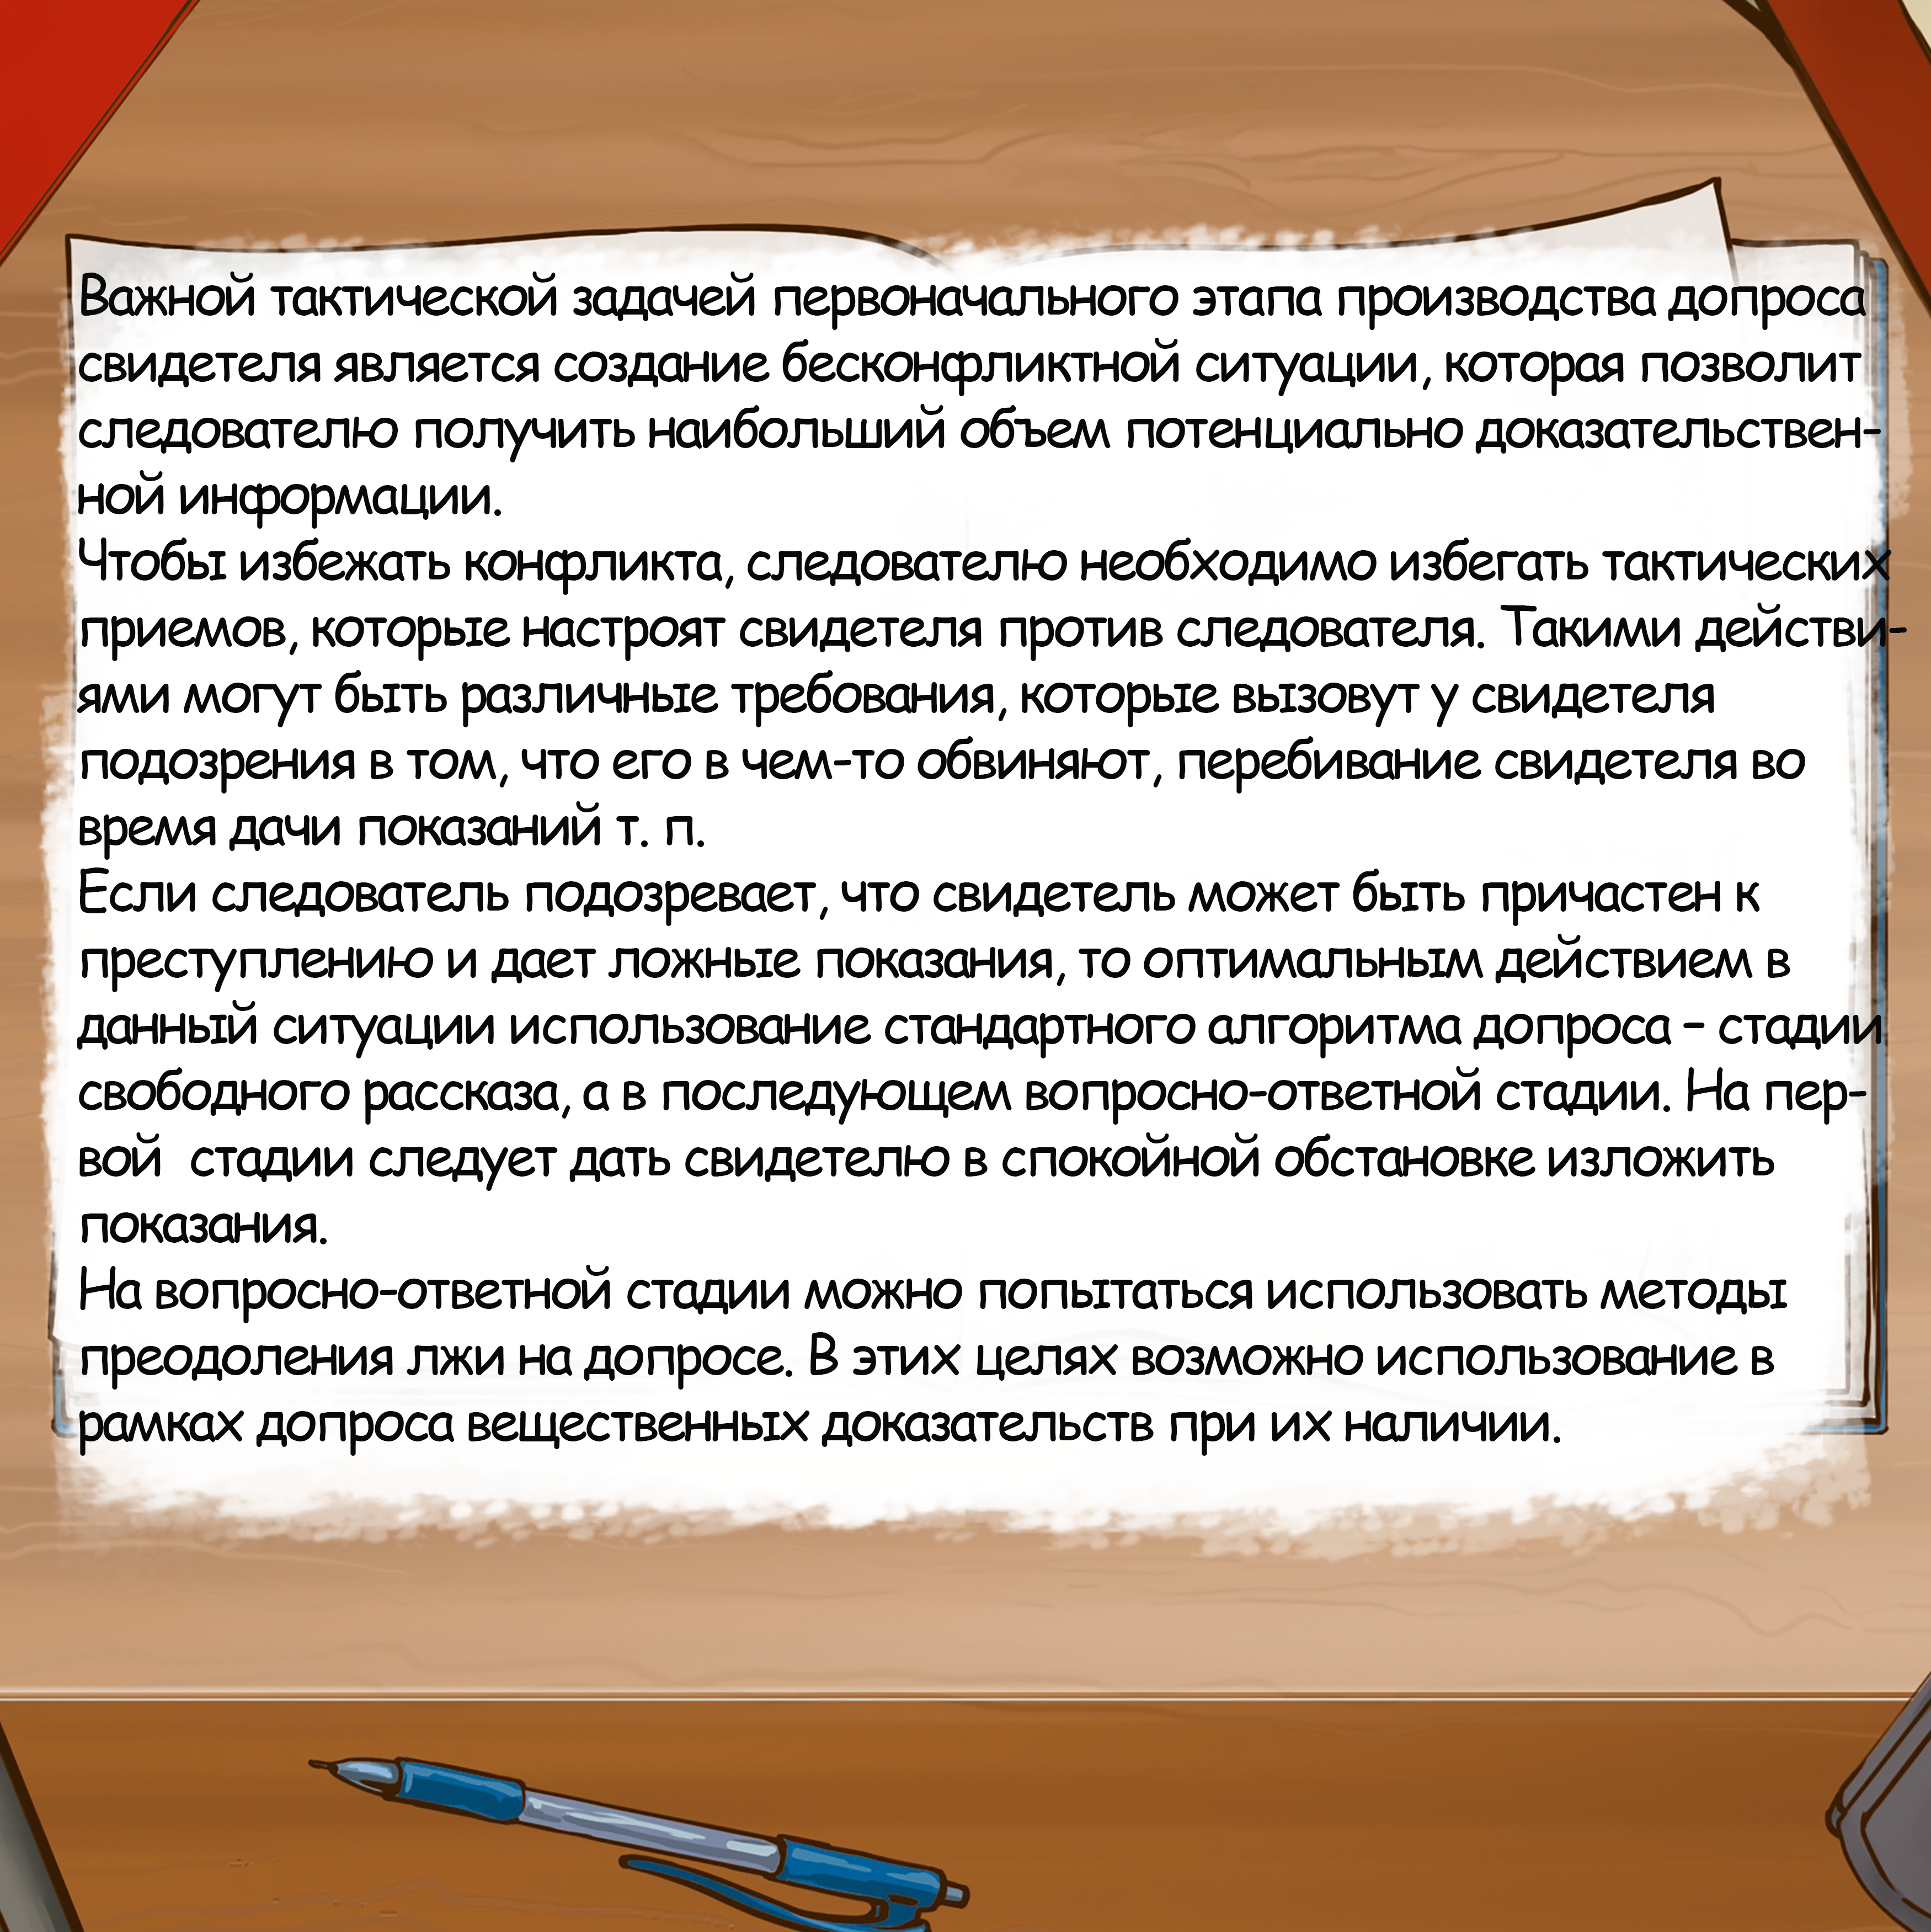 Важной тактической задачей первоначального этапа производства допроса
свидетеля является создание бесконфликтной ситуации, которая позволит
следователю получить наибольший объем потенциально доказательствен-
ной информации.
Чтобы избежать конфликта, следователю необходимо избегать тактических
приемов, которые настроят свидетеля против следователя. Такими действи-
ями могут быть различные требования, которые вызовут у свидетеля
подозрения в том, что его в чем-то обвиняют, перебивание свидетеля во
время дачи показаний т. п.
Если следователь подозревает, что свидетель может быть причастен к
преступлению и дает ложные показания, то оптимальным действием в
данный ситуации использование стандартного алгоритма допроса – стадии
свободного рассказа, а в последующем вопросно-ответной стадии. На пер-
вой  стадии следует дать свидетелю в спокойной обстановке изложить
показания.
На вопросно-ответной стадии можно попытаться использовать методы
преодоления лжи на допросе. В этих целях возможно использование в
рамках допроса вещественных доказательств при их наличии.